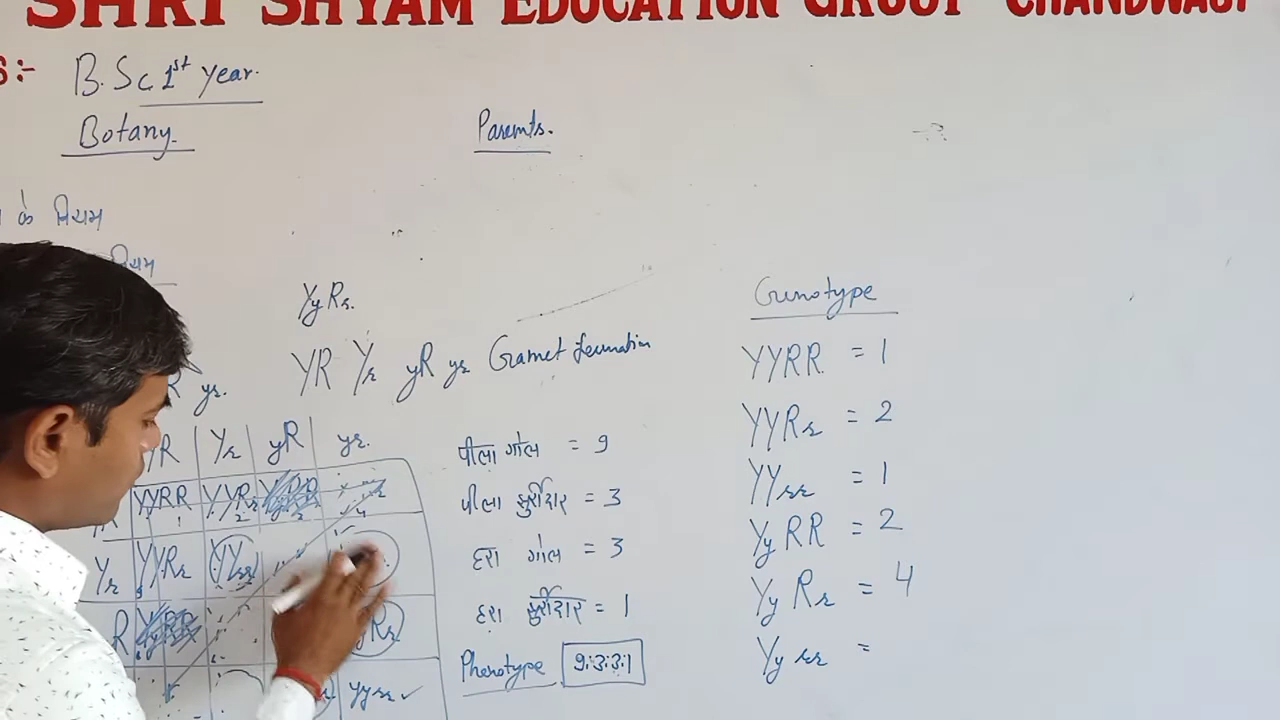 SHRI SHYAM EDUCATION GROUP CHANDWAJI
B.Sc. 1st Year.
Botany.
Parents.
के नियम
नियम
YyRr.
YR Yr yR yr Gamet formation
yr.
YR Yr yR yr.
YYRR YYRr
Yr YYRr YYrr
R
yyrr ✓
पीला गोल = 9
पीला झुर्रीदार = 3
हरा गोल = 3
हरा झुर्रीदार = 1
Phenotype 9:3:3:1
Genotype
YYRR = 1
YYRr = 2
YYrr = 1
YyRR = 2
YyRr = 4
Yyrr =